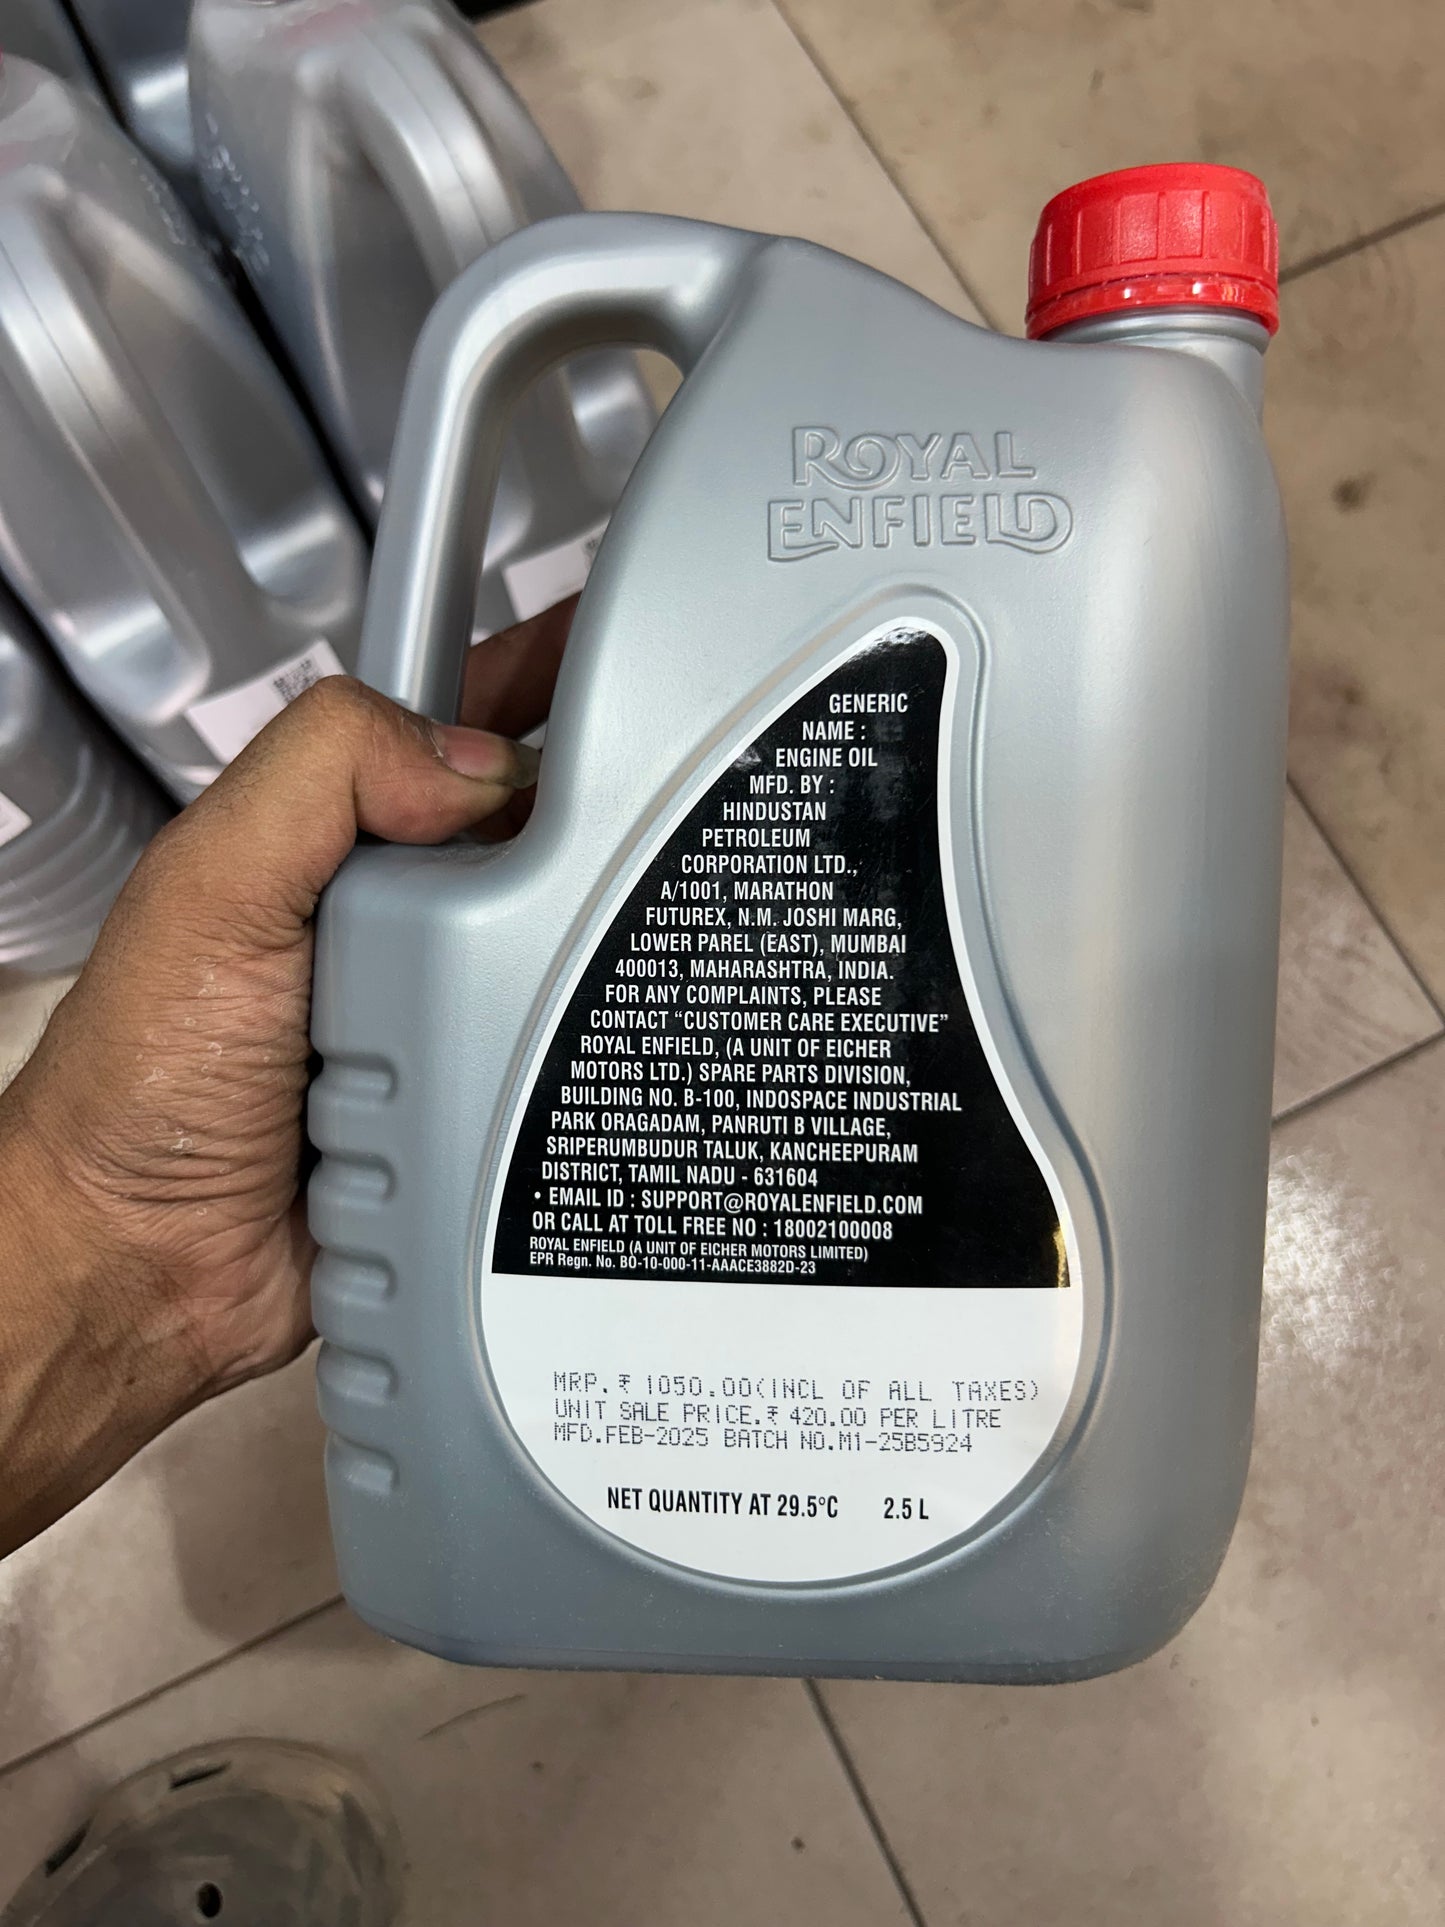 ROYAL
ENFIELD
GENERIC
NAME :
ENGINE OIL
MFD. BY :
HINDUSTAN
PETROLEUM
CORPORATION LTD.,
A/1001, MARATHON
FUTUREX, N.M. JOSHI MARG,
LOWER PAREL (EAST), MUMBAI
400013, MAHARASHTRA, INDIA.
FOR ANY COMPLAINTS, PLEASE
CONTACT “CUSTOMER CARE EXECUTIVE”
ROYAL ENFIELD, (A UNIT OF EICHER
MOTORS LTD.) SPARE PARTS DIVISION,
BUILDING NO. B-100, INDOSPACE INDUSTRIAL
PARK ORAGADAM, PANRUTI B VILLAGE,
SRIPERUMBUDUR TALUK, KANCHEEPURAM
DISTRICT, TAMIL NADU - 631604
• EMAIL ID : SUPPORT@ROYALENFIELD.COM
OR CALL AT TOLL FREE NO : 18002100008
ROYAL ENFIELD (A UNIT OF EICHER MOTORS LIMITED)
EPR Regn. No. BO-10-000-11-AAACE3882D-23
MRP.₹ 1050.00(INCL OF ALL TAXES)
UNIT SALE PRICE.₹ 420.00 PER LITRE
MFD.FEB-2025 BATCH NO.M1-25B5924
NET QUANTITY AT 29.5°C 2.5 L